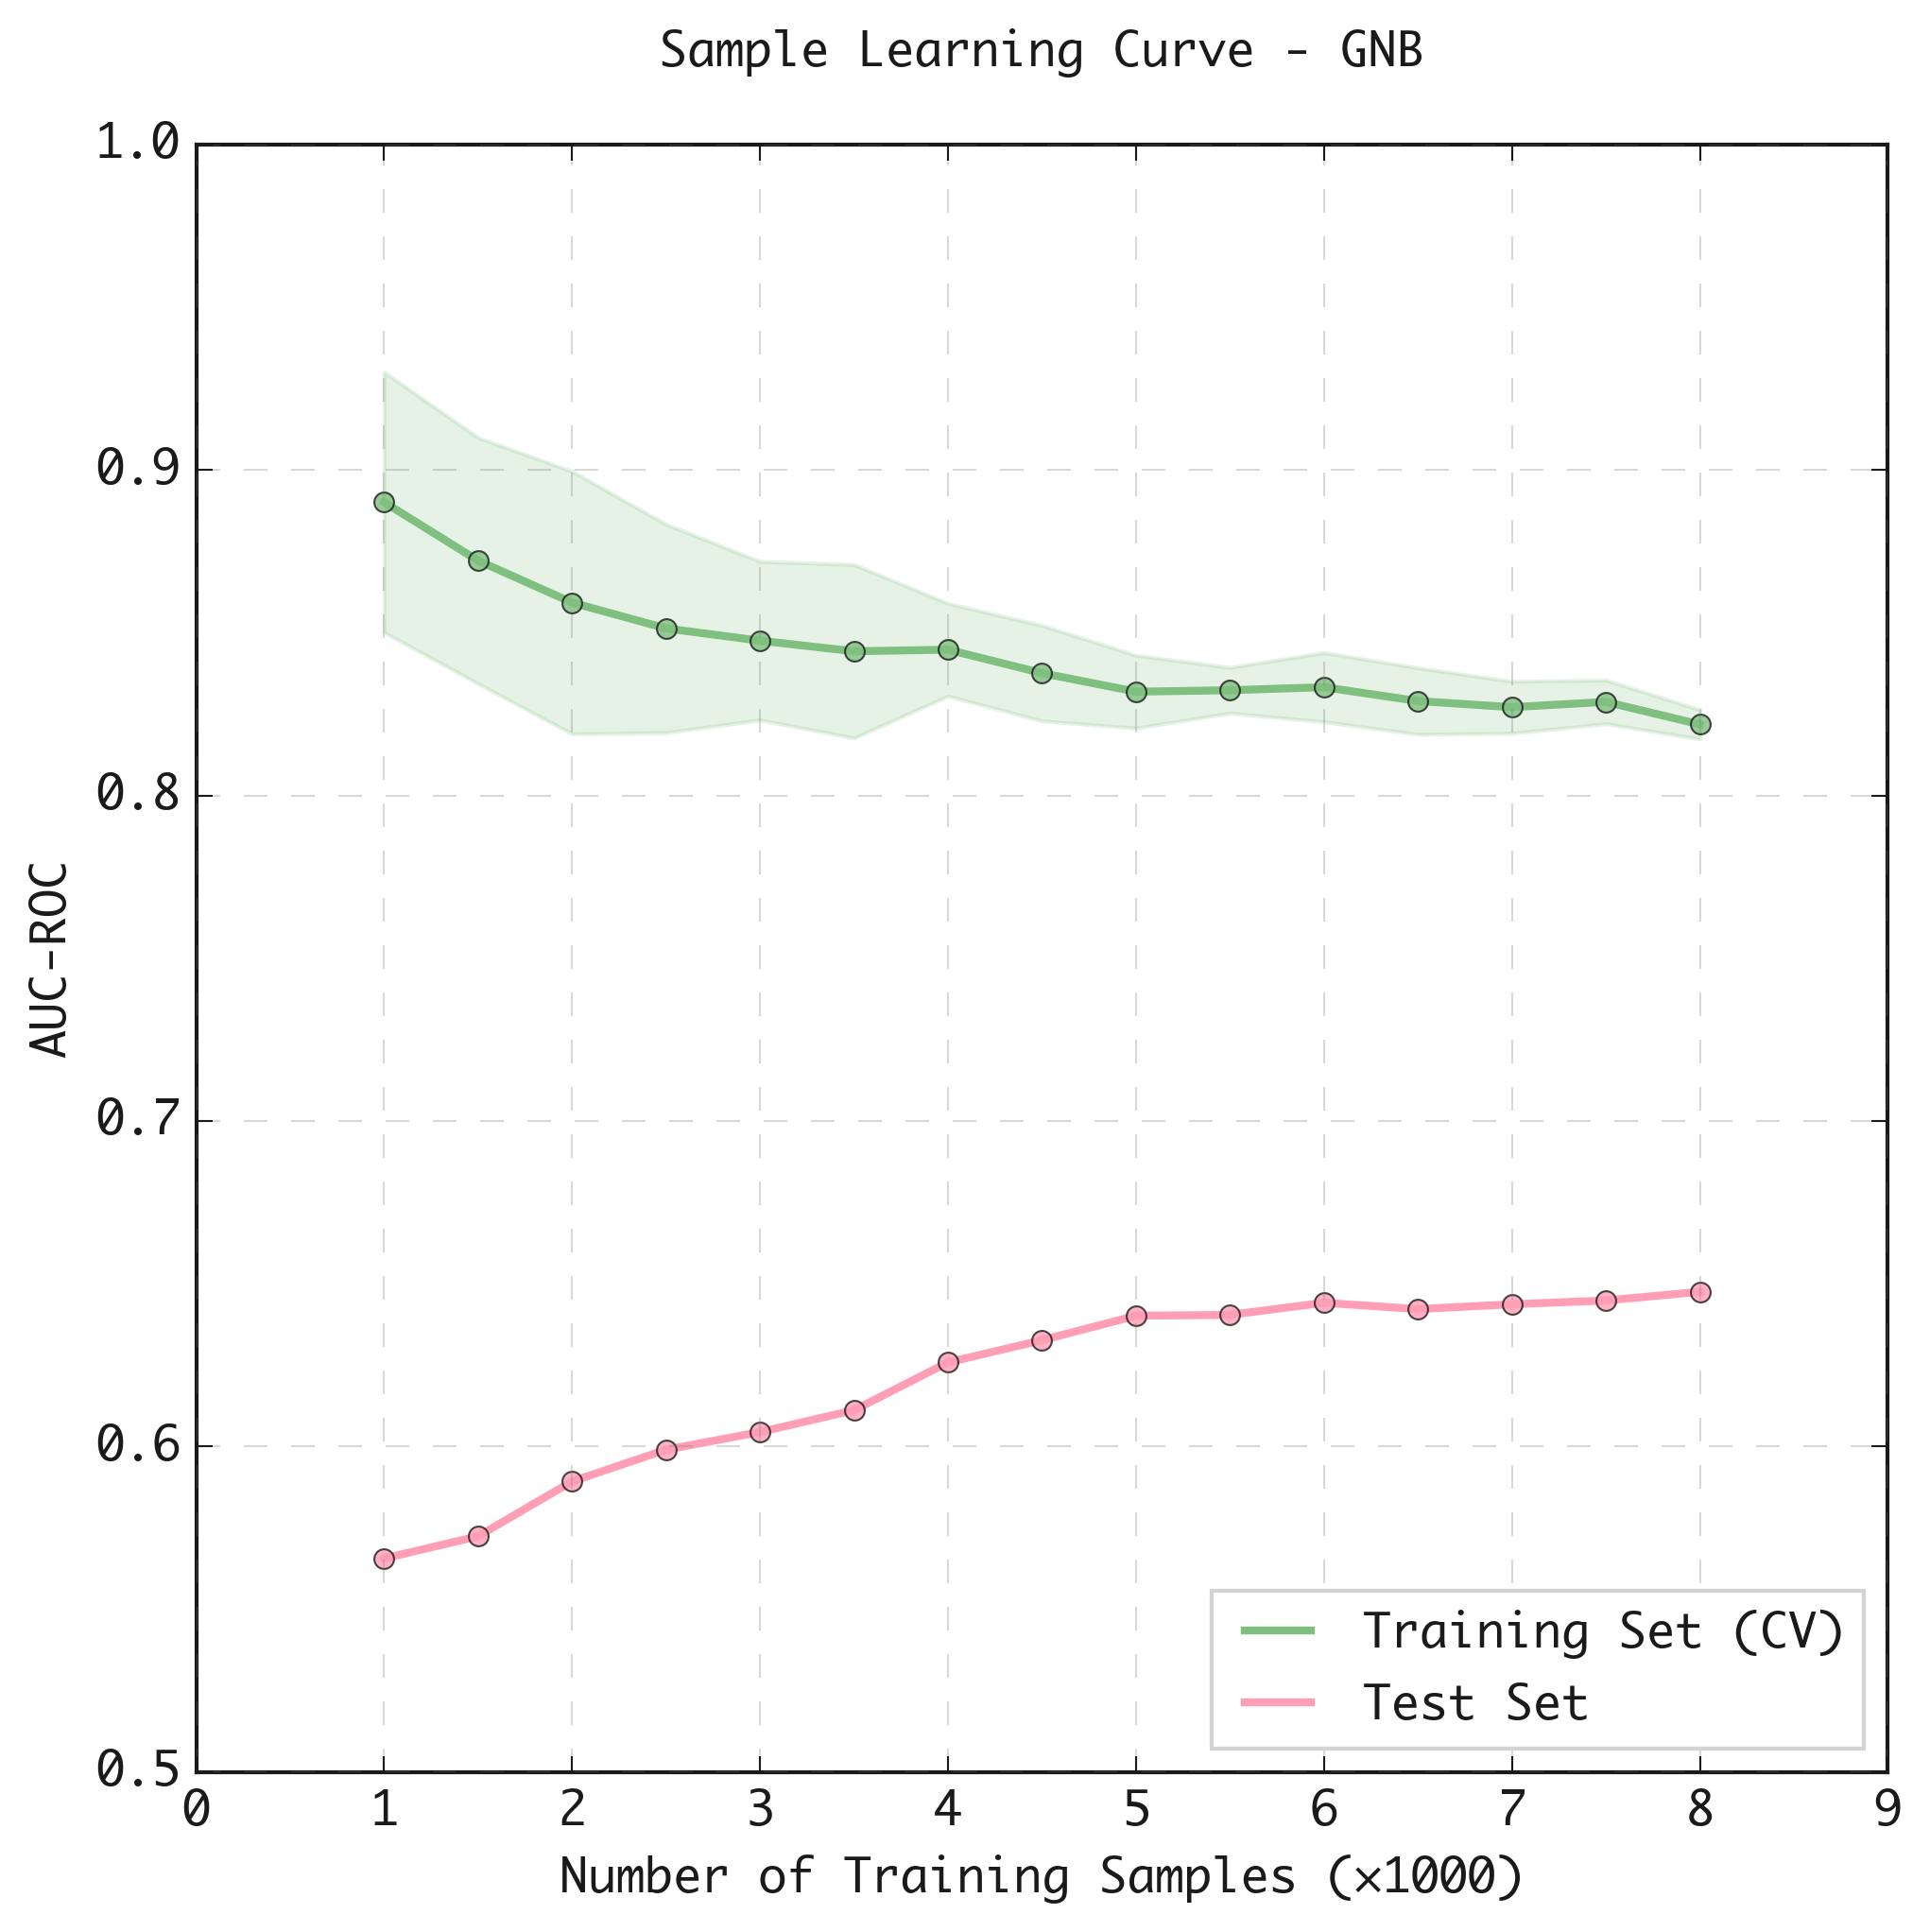 Sample Learning Curve - GNB
1.0
0.9
0.8
0.7
0.6
0.5
AUC-ROC
0 1 2 3 4 5 6 7 8 9
Number of Training Samples (×1000)
Training Set (CV)
Test Set